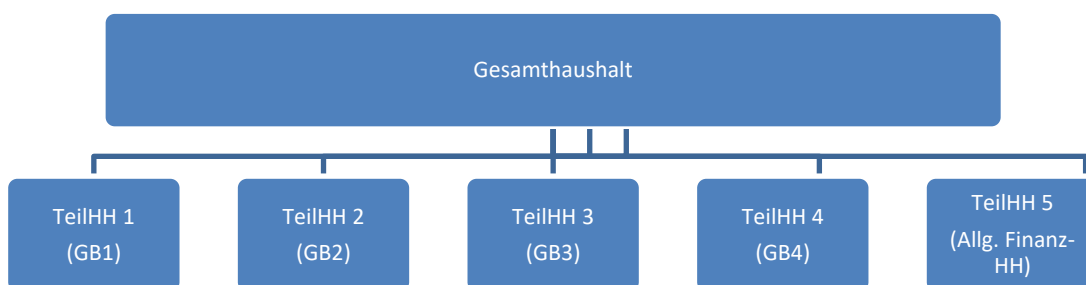 Gesamthaushalt
TeilHH 1
(GB1)
TeilHH 2
(GB2)
TeilHH 3
(GB3)
TeilHH 4
(GB4)
TeilHH 5
(Allg. Finanz-
HH)